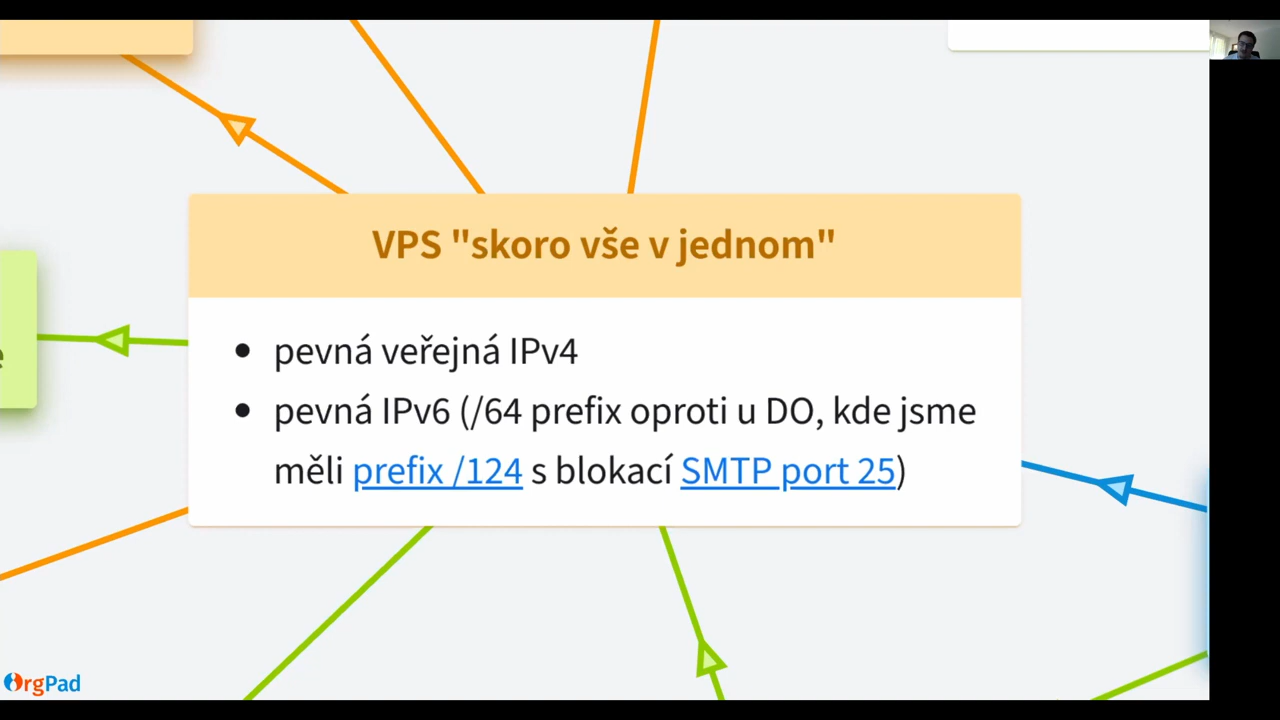 VPS "skoro vše v jednom"
pevná veřejná IPv4
pevná IPv6 (/64 prefix oproti u DO, kde jsme
měli prefix /124 s blokací SMTP port 25)
e
OrgPad